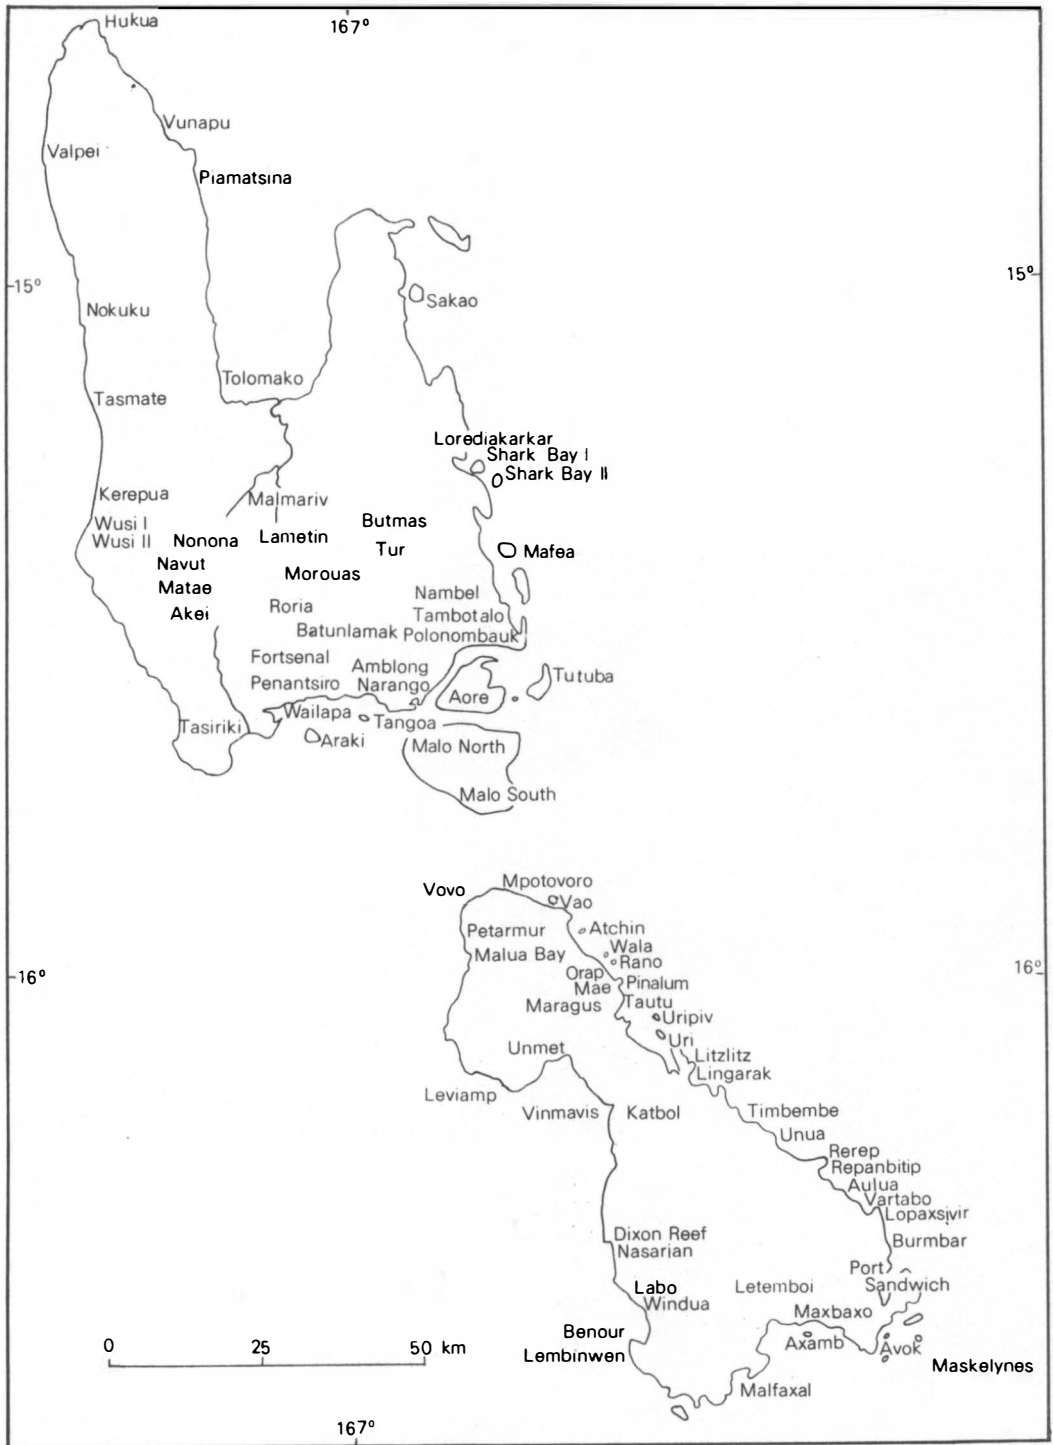 Hukua
167°
Vunapu
Valpei
Piamatsina
15°
15°
Sakao
Nokuku
Tolomako
Tasmate
Lorediakarkar
Shark Bay I
Shark Bay II
Kerepua
Malmariv
Wusi I
Wusi II
Nonona
Lametin
Butmas
Tur
Mafea
Navut
Matae
Morouas
Akei
Roria
Nambel
Tambotalo
Batunlamak
Polonombauk
Fortsenal
Amblong
Tutuba
Penantsiro
Narango
Aore
Wailapa
Tasiriki
Tangoa
Araki
Malo North
Malo South
Mpotovoro
Vovo
Vao
Petarmur
Atchin
Malua Bay
Wala
Rano
16°
16°
Orap
Mae
Pinalum
Maragus
Tautu
Uripiv
Uri
Unmet
Litzlitz
Lingarak
Leviamp
Vinmavis
Katbol
Timbembe
Unua
Rerep
Repanbitip
Aulua
Vartabo
Lopaxsivir
Dixon Reef
Nasarian
Burmbar
Port
Sandwich
Labo
Windua
Letemboi
Maxbaxo
Benour
Lembinwen
Axamb
Avok
Maskelynes
0 25 50 km
Malfaxal
167°